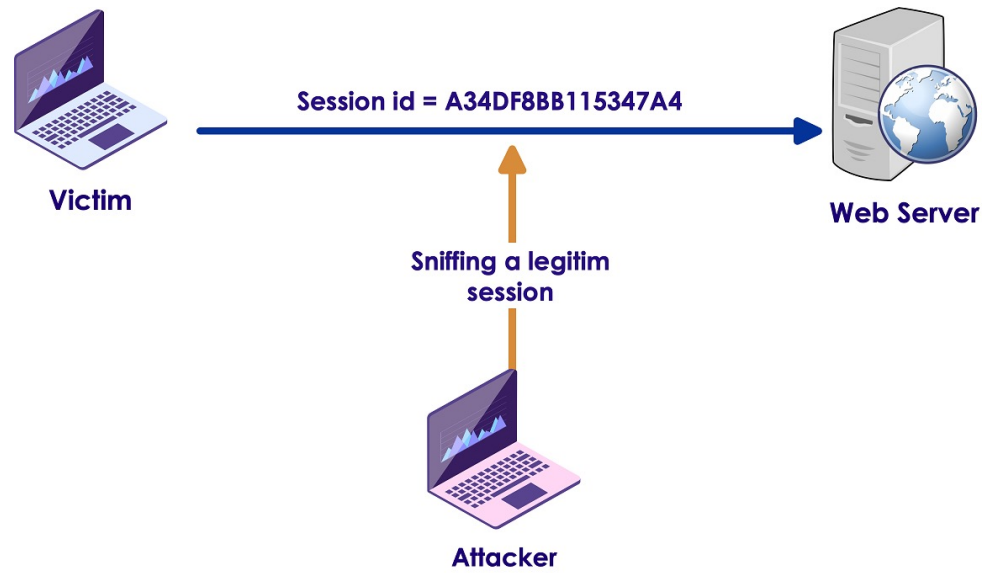 Session id = A34DF8BB115347A4
Victim
Web Server
Sniffing a legitim
session
Attacker